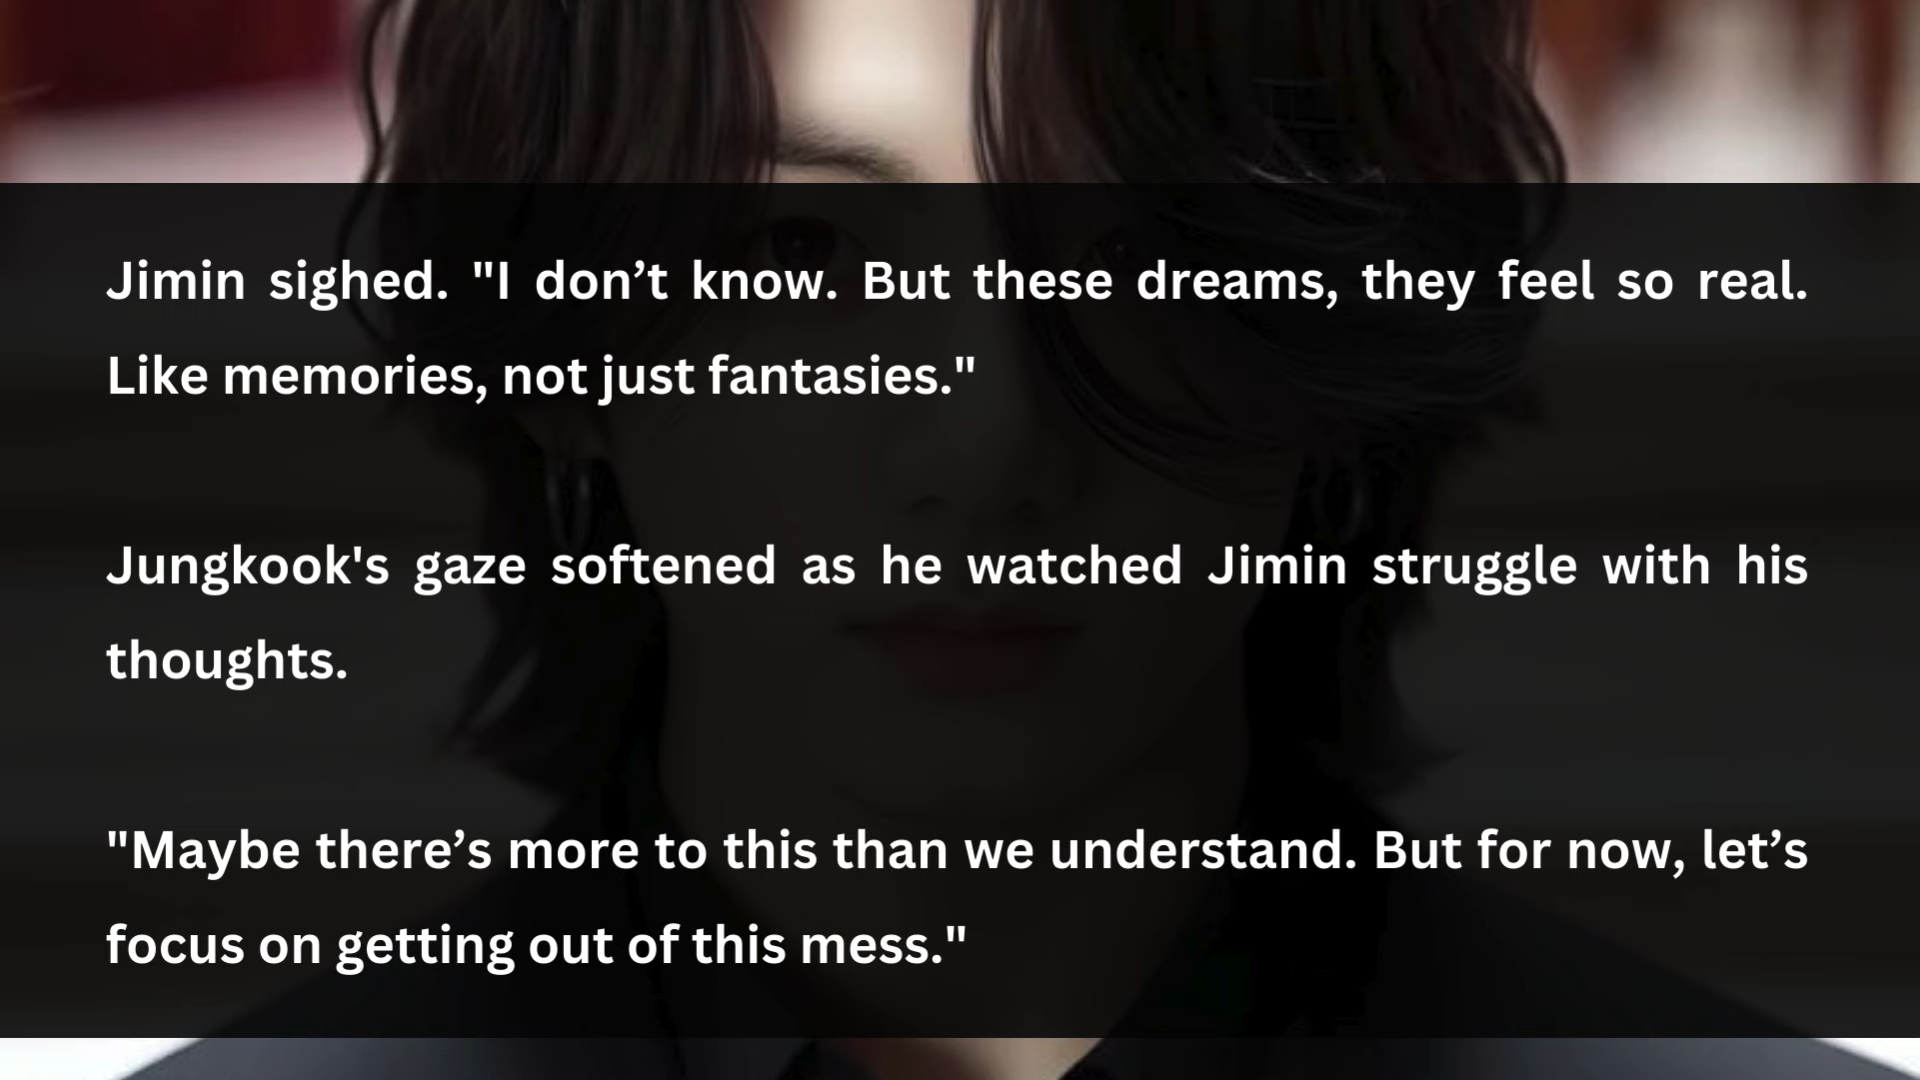 Jimin sighed. "I don’t know. But these dreams, they feel so real.
Like memories, not just fantasies."
Jungkook's gaze softened as he watched Jimin struggle with his
thoughts.
"Maybe there’s more to this than we understand. But for now, let’s
focus on getting out of this mess."